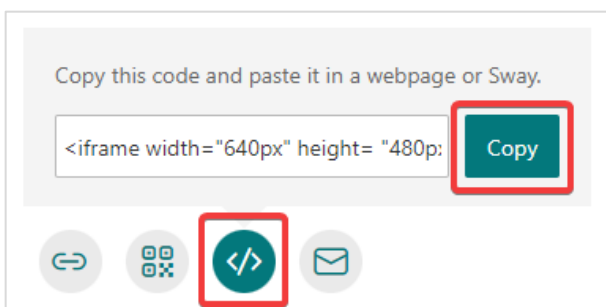 Copy this code and paste it in a webpage or Sway.
<iframe width="640px" height= "480p Copy